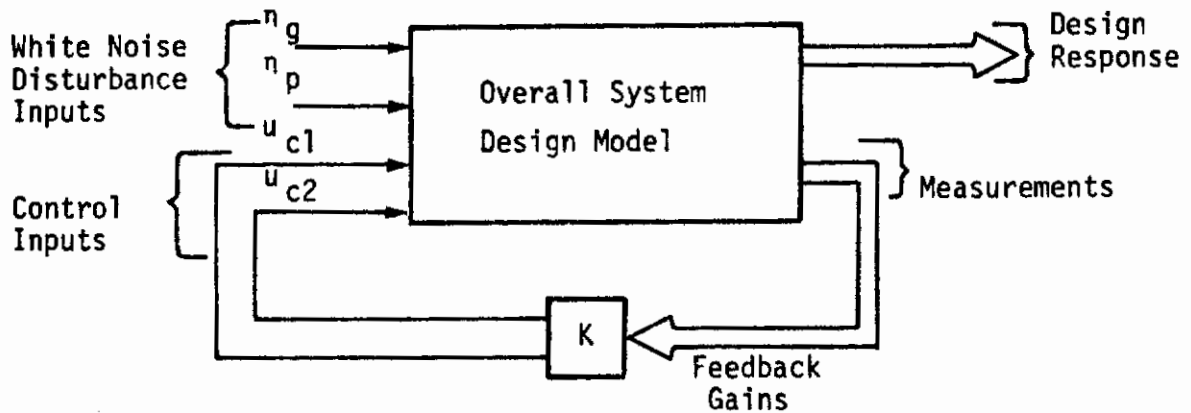 White Noise
Disturbance
Inputs
η g
η p
u c1
u c2
Control
Inputs
Overall System
Design Model
Design
Response
Measurements
K
Feedback
Gains